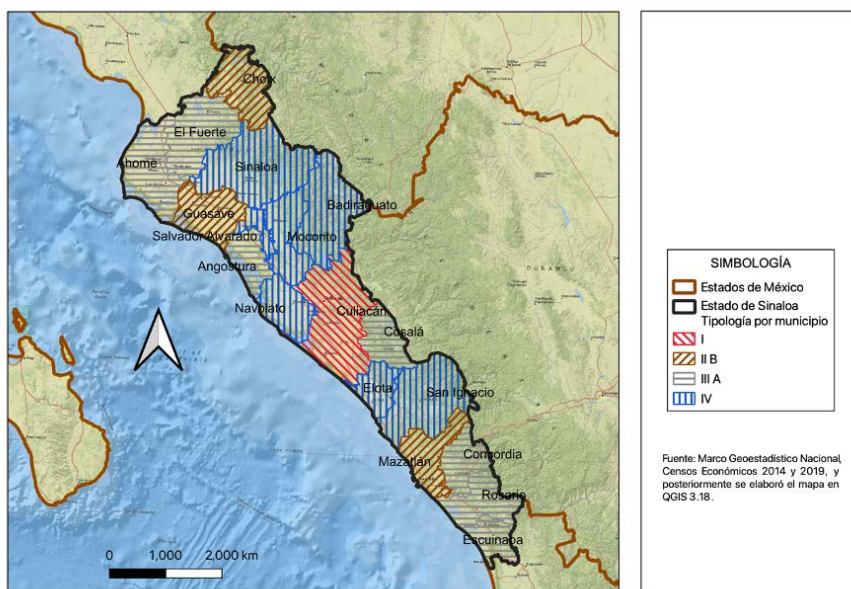 Choix
El Fuerte
Ahome
Sinaloa
Badiraguato
Guasave
Salvador Alvarado
Mocorito
Angostura
Navolato
Culiacán
Cosalá
Elota
San Ignacio
DURANGO
Mazatlán
Concordia
Rosario
Escuinapa
0 1,000 2,000 km
SIMBOLOGÍA
Estados de México
Estado de Sinaloa
Tipología por municipio
I
II B
III A
IV
Fuente: Marco Geoestadístico Nacional,
Censos Económicos 2014 y 2019, y
posteriormente se elaboró el mapa en
QGIS 3.18.